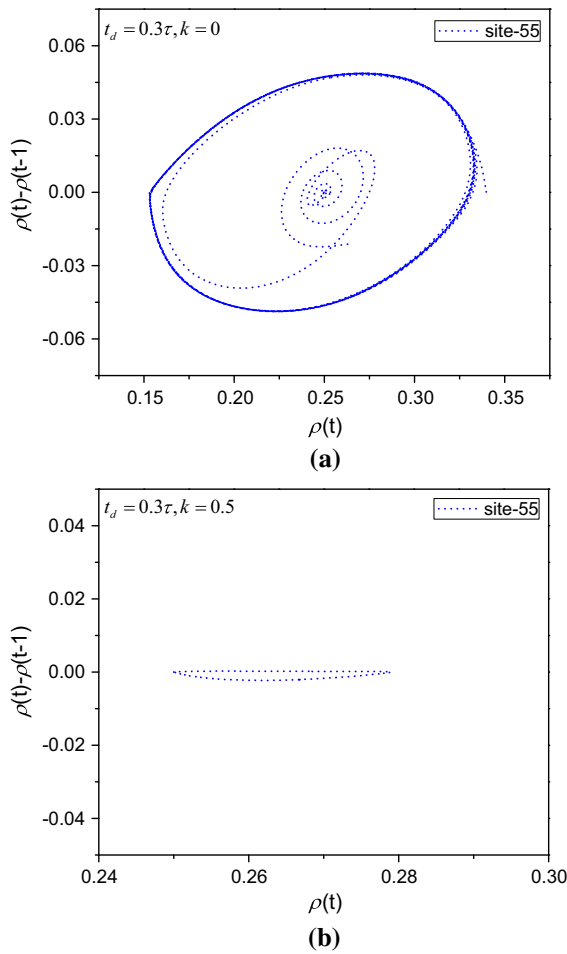 t_d = 0.3τ, k = 0
site-55
ρ(t)-ρ(t-1)
0.06
0.03
0.00
-0.03
-0.06
0.15 0.20 0.25 0.30 0.35
ρ(t)
(a)
t_d = 0.3τ, k = 0.5
site-55
ρ(t)-ρ(t-1)
0.04
0.02
0.00
-0.02
-0.04
0.24 0.26 0.28 0.30
ρ(t)
(b)